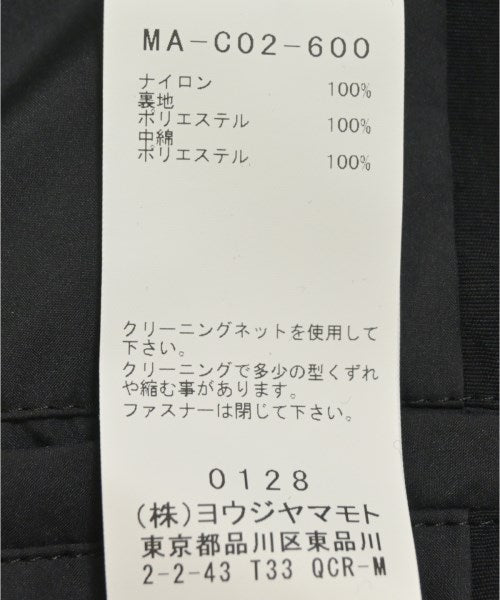 MA-C02-600
ナイロン 100%
裏地
ポリエステル 100%
中綿
ポリエステル 100%
クリーニングネットを使用して
下さい。
クリーニングで多少の型くずれ
や縮む事があります。
ファスナーは閉じて下さい。
0128
(株)ヨウジヤマモト
東京都品川区東品川
2-2-43 T33 QCR-M